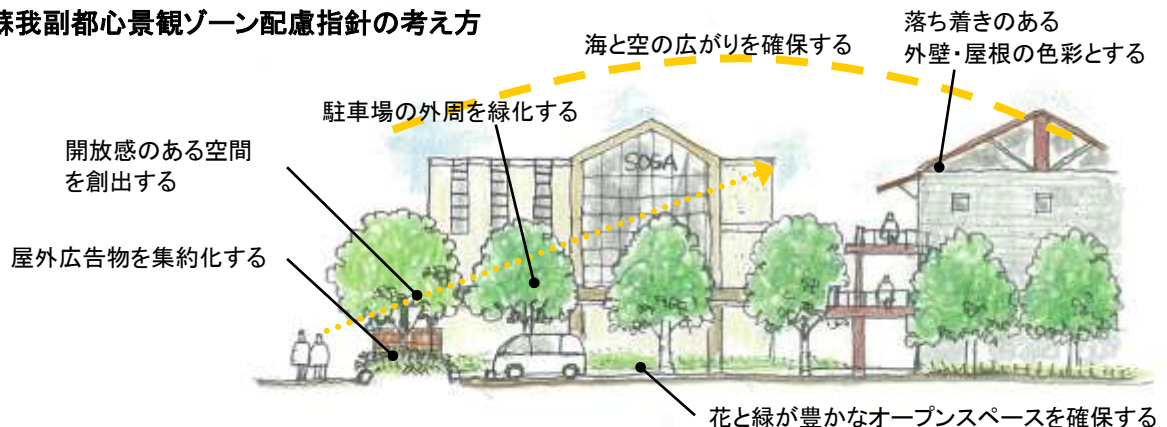 蘇我副都心景観ゾーン配慮指針の考え方
海と空の広がりを確保する
落ち着きのある
外壁・屋根の色彩とする
駐車場の外周を緑化する
開放感のある空間
を創出する
SOGA
屋外広告物を集約化する
花と緑が豊かなオープンスペースを確保する